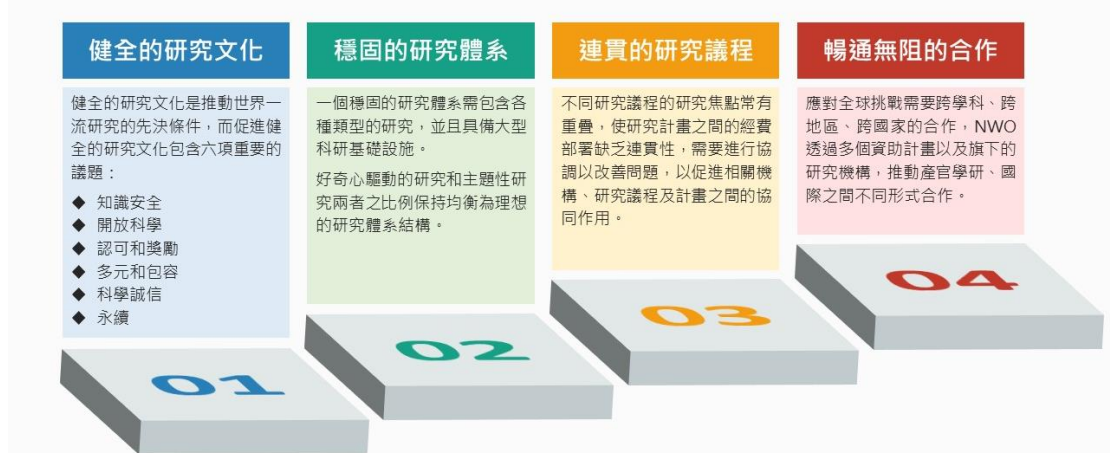 健全的研究文化
健全的研究文化是推動世界一
流研究的先決條件，而促進健
全的研究文化包含六項重要的
議題：
◆ 知識安全
◆ 開放科學
◆ 認可和獎勵
◆ 多元和包容
◆ 科學誠信
◆ 永續
01
穩固的研究體系
一個穩固的研究體系需包含各
種類型的研究，並且具備大型
科研基礎設施。
好奇心驅動的研究和主題性研
究兩者之比例保持均衡為理想
的研究體系結構。
02
連貫的研究議程
不同研究議程的研究焦點常有
重疊，使研究計畫之間的經費
部署缺乏連貫性，需要進行協
調以改善問題，以促進相關機
構、研究議程及計畫之間的協
同作用。
03
暢通無阻的合作
應對全球挑戰需要跨學科、跨
地區、跨國家的合作，NWO
透過多個資助計畫以及旗下的
研究機構，推動產官學研、國
際之間不同形式合作。
04